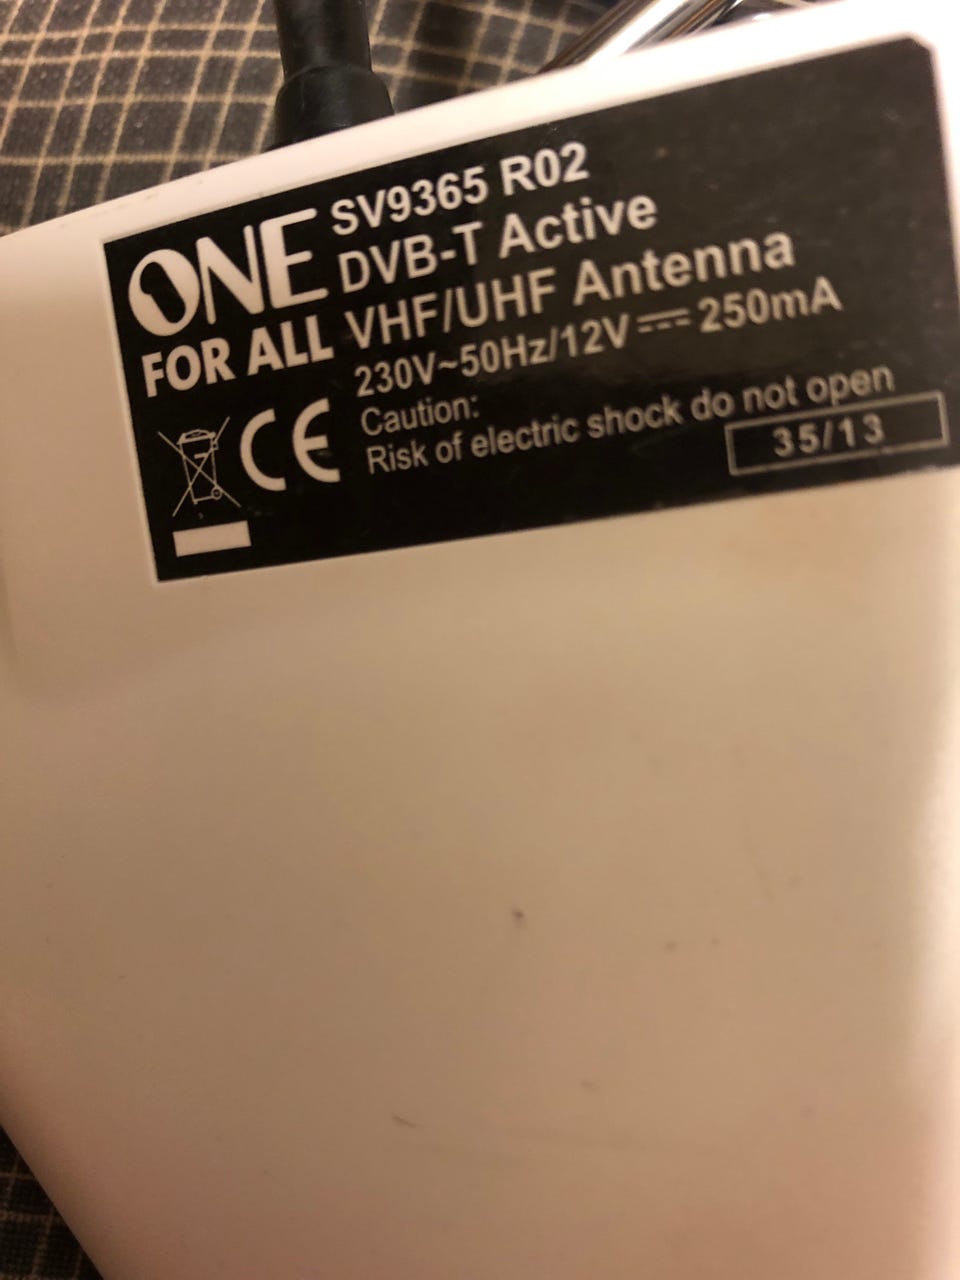 ONE
FOR ALL
SV9365 R02
DVB-T Active
VHF/UHF Antenna
230V~50Hz/12V⎓250mA
Caution:
Risk of electric shock do not open
CE
35/13